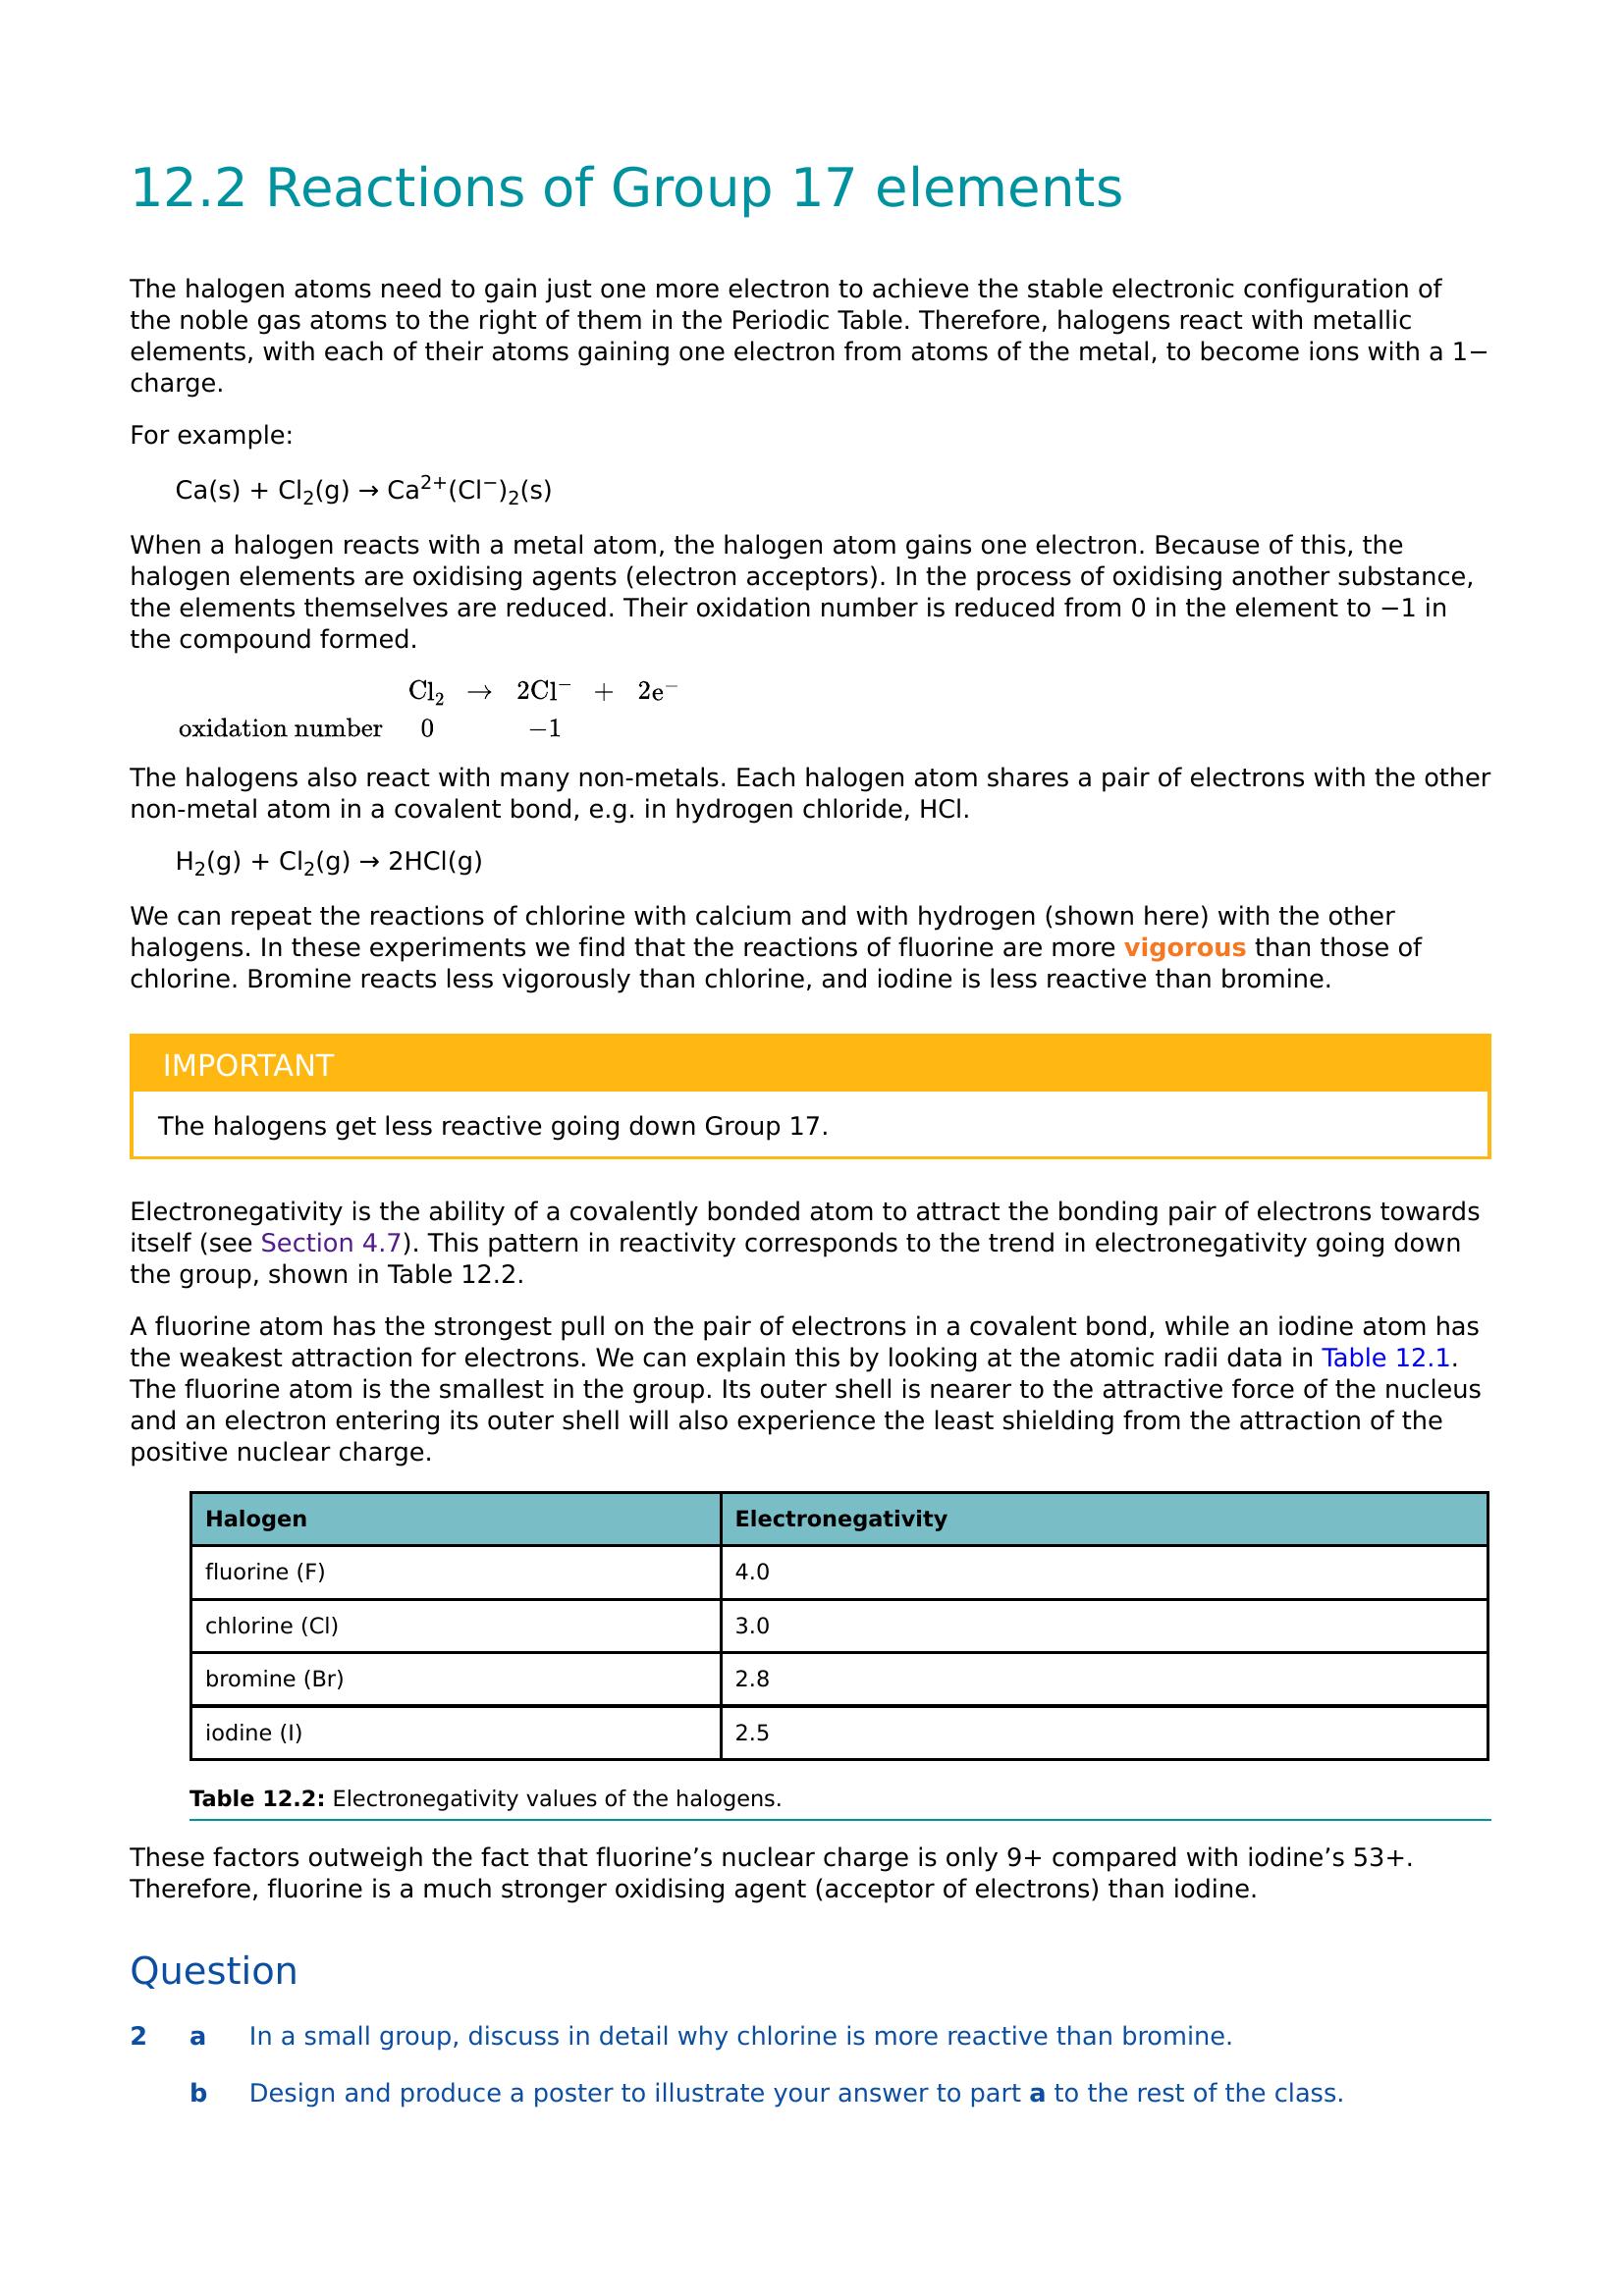 12.2 Reactions of Group 17 elements
The halogen atoms need to gain just one more electron to achieve the stable electronic configuration of
the noble gas atoms to the right of them in the Periodic Table. Therefore, halogens react with metallic
elements, with each of their atoms gaining one electron from atoms of the metal, to become ions with a 1−
charge.
For example:
Ca(s) + Cl₂(g) → Ca²⁺(Cl⁻)₂(s)
When a halogen reacts with a metal atom, the halogen atom gains one electron. Because of this, the
halogen elements are oxidising agents (electron acceptors). In the process of oxidising another substance,
the elements themselves are reduced. Their oxidation number is reduced from 0 in the element to −1 in
the compound formed.
Cl₂ → 2Cl⁻ + 2e⁻
oxidation number 0 −1
The halogens also react with many non-metals. Each halogen atom shares a pair of electrons with the other
non-metal atom in a covalent bond, e.g. in hydrogen chloride, HCl.
H₂(g) + Cl₂(g) → 2HCl(g)
We can repeat the reactions of chlorine with calcium and with hydrogen (shown here) with the other
halogens. In these experiments we find that the reactions of fluorine are more vigorous than those of
chlorine. Bromine reacts less vigorously than chlorine, and iodine is less reactive than bromine.
IMPORTANT
The halogens get less reactive going down Group 17.
Electronegativity is the ability of a covalently bonded atom to attract the bonding pair of electrons towards
itself (see Section 4.7). This pattern in reactivity corresponds to the trend in electronegativity going down
the group, shown in Table 12.2.
A fluorine atom has the strongest pull on the pair of electrons in a covalent bond, while an iodine atom has
the weakest attraction for electrons. We can explain this by looking at the atomic radii data in Table 12.1.
The fluorine atom is the smallest in the group. Its outer shell is nearer to the attractive force of the nucleus
and an electron entering its outer shell will also experience the least shielding from the attraction of the
positive nuclear charge.
Halogen Electronegativity
fluorine (F) 4.0
chlorine (Cl) 3.0
bromine (Br) 2.8
iodine (I) 2.5
Table 12.2: Electronegativity values of the halogens.
These factors outweigh the fact that fluorine’s nuclear charge is only 9+ compared with iodine’s 53+.
Therefore, fluorine is a much stronger oxidising agent (acceptor of electrons) than iodine.
Question
2 a In a small group, discuss in detail why chlorine is more reactive than bromine.
b Design and produce a poster to illustrate your answer to part a to the rest of the class.